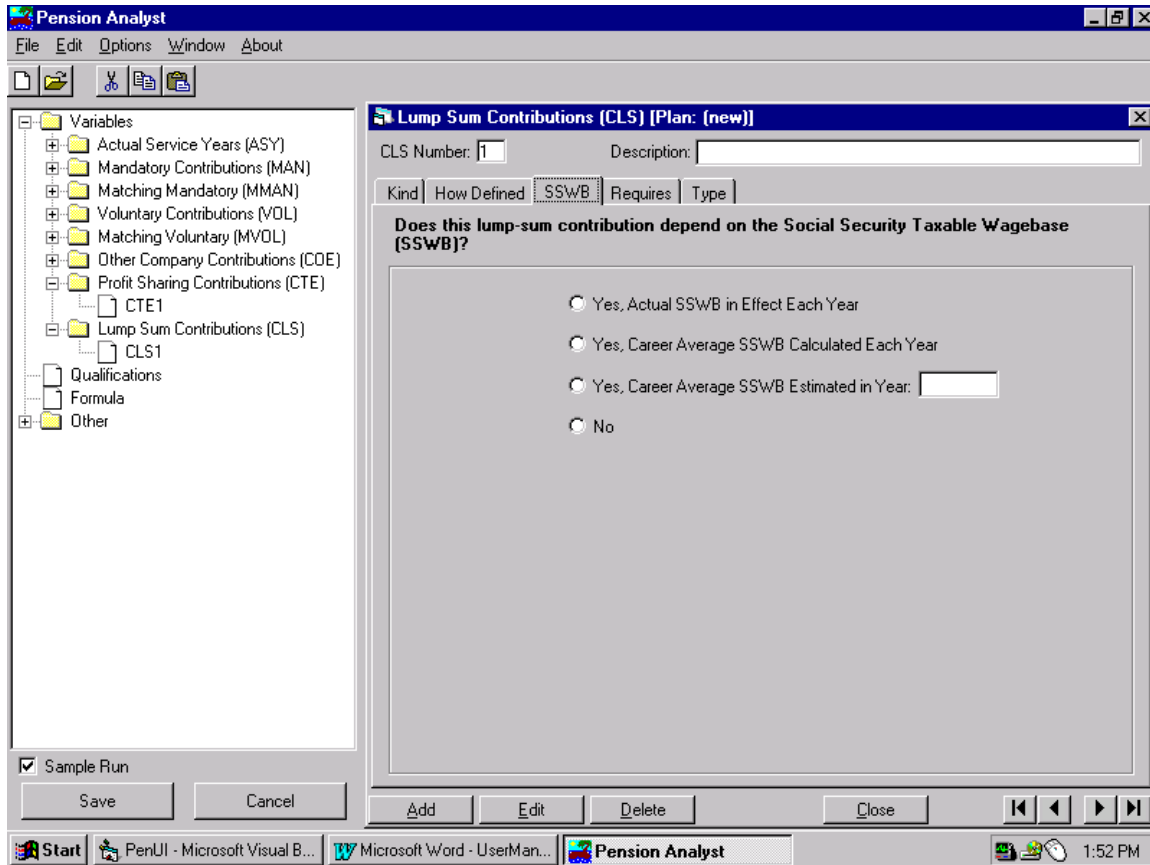 Pension Analyst
File Edit Options Window About
Variables
Actual Service Years (ASY)
Mandatory Contributions (MAN)
Matching Mandatory (MMAN)
Voluntary Contributions (VOL)
Matching Voluntary (MVOL)
Other Company Contributions (COE)
Profit Sharing Contributions (CTE)
CTE1
Lump Sum Contributions (CLS)
CLS1
Qualifications
Formula
Other
Sample Run
Save Cancel
Lump Sum Contributions (CLS) [Plan: (new)]
CLS Number: 1 Description:
Kind How Defined SSWB Requires Type
Does this lump-sum contribution depend on the Social Security Taxable Wagebase
(SSWB)?
Yes, Actual SSWB in Effect Each Year
Yes, Career Average SSWB Calculated Each Year
Yes, Career Average SSWB Estimated in Year:
No
Add Edit Delete Close
Start PenUI - Microsoft Visual B... Microsoft Word - UserMan... Pension Analyst 1:52 PM